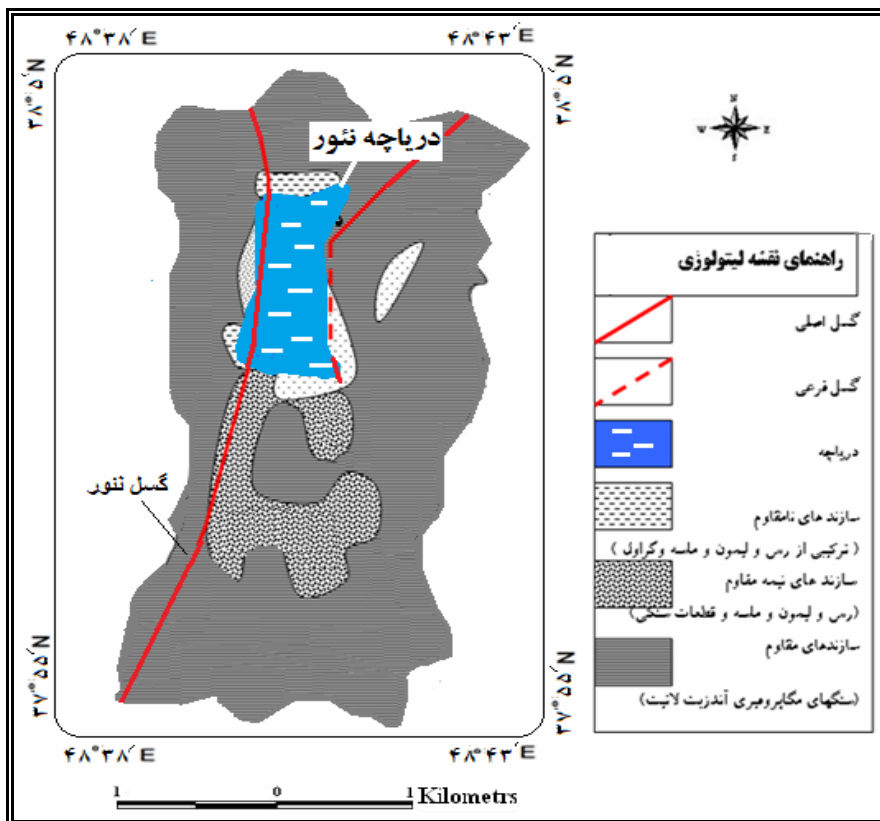 ۴۸° ۳۸′ E
۴۸° ۴۳′ E
۳۸° ۵′ N
۳۸° ۵′ N
دریاچه نئور
گسل نئور
۳۷° ۵۵′ N
۳۷° ۵۵′ N
۴۸° ۳۸′ E
۴۸° ۴۳′ E
1 0 1 Kilometrs
N
W E
S
راهنمای نقشه لیتولوژی
گسل اصلی
گسل فرعی
دریاچه
سازند های نامقاوم
( ترکیبی از رس و لیمون و ماسه وگراول )
سازند های نیمه مقاوم
(رس و لیمون و ماسه و قطعات سنگی)
سازندهای مقاوم
(سنگهای مگاپرومیری آندزیت لاتیت)